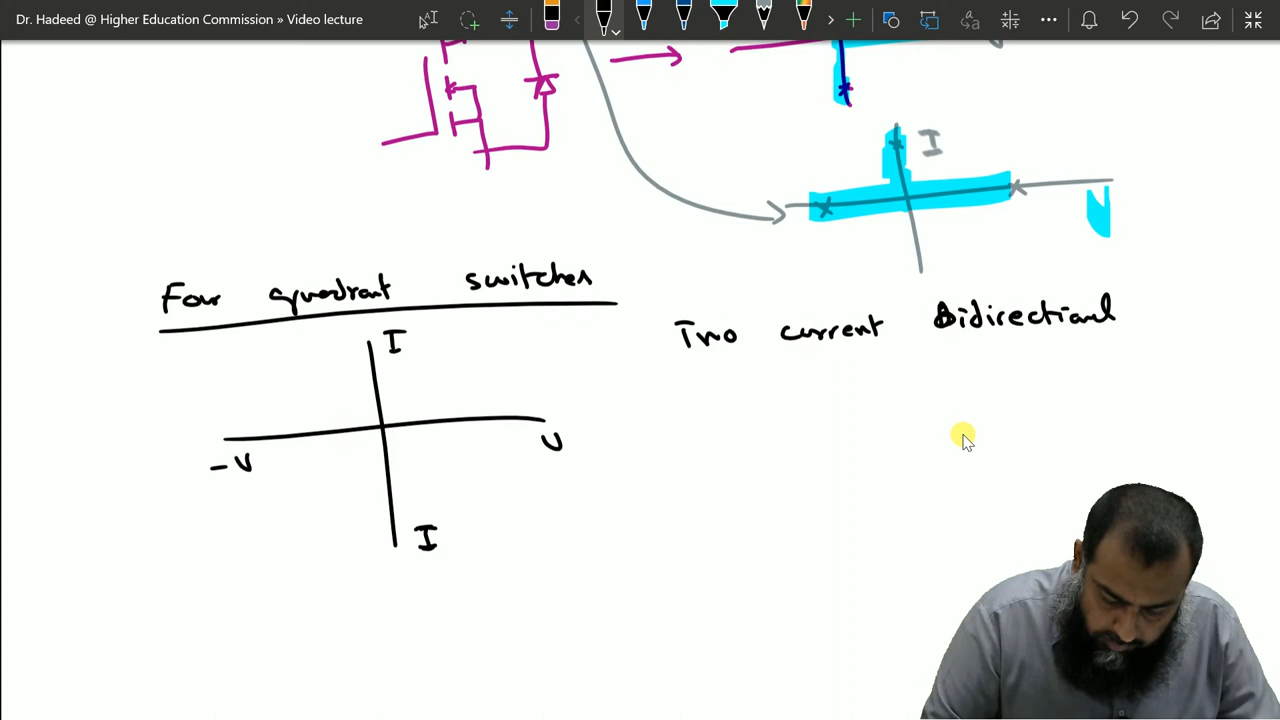 Dr. Hadeed @ Higher Education Commission » Video lecture
I
V
Four quadrant switches
Two current Bidirectional
I
-V
V
I